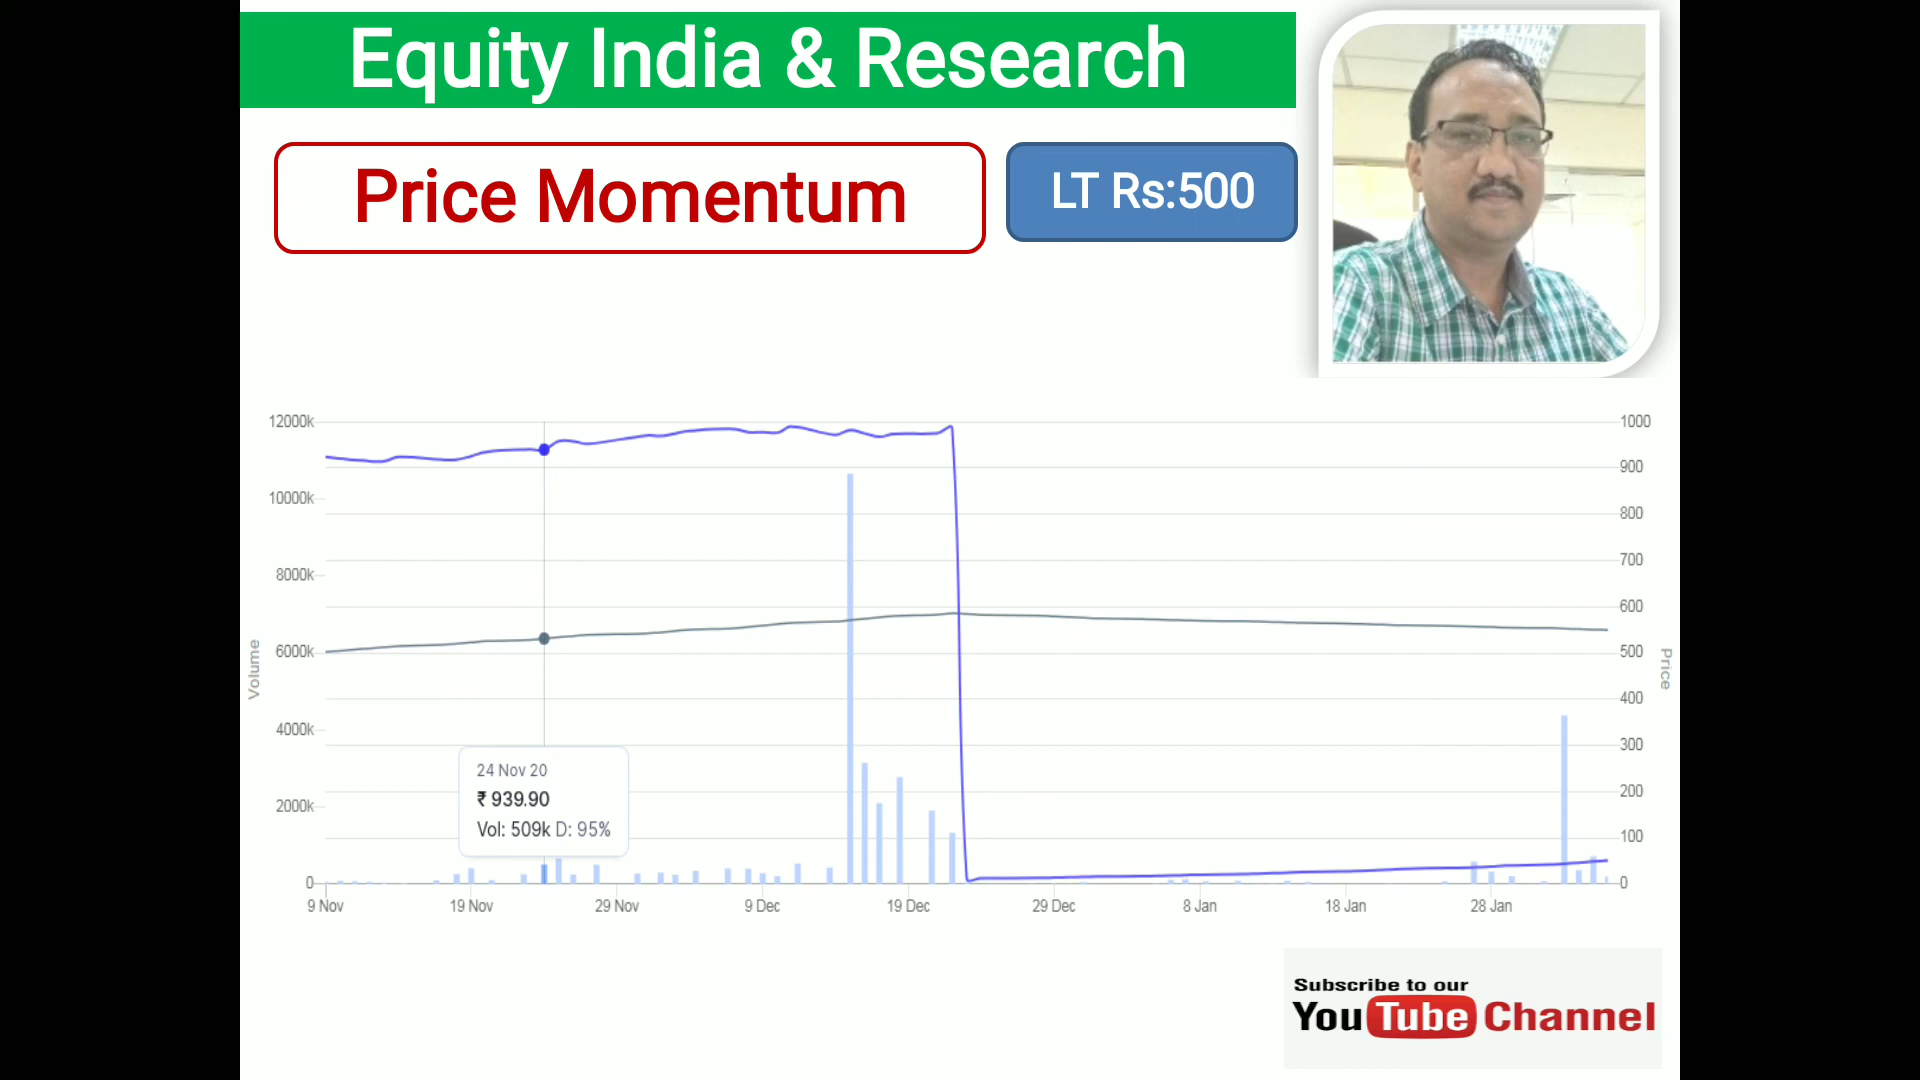 Equity India & Research
Price Momentum
LT Rs:500
12000k
10000k
8000k
6000k
4000k
2000k
0
Volume
1000
900
800
700
600
500
400
300
200
100
0
Price
24 Nov 20
₹ 939.90
Vol: 509k D: 95%
9 Nov 19 Nov 29 Nov 9 Dec 19 Dec 29 Dec 8 Jan 18 Jan 28 Jan
Subscribe to our
YouTube Channel